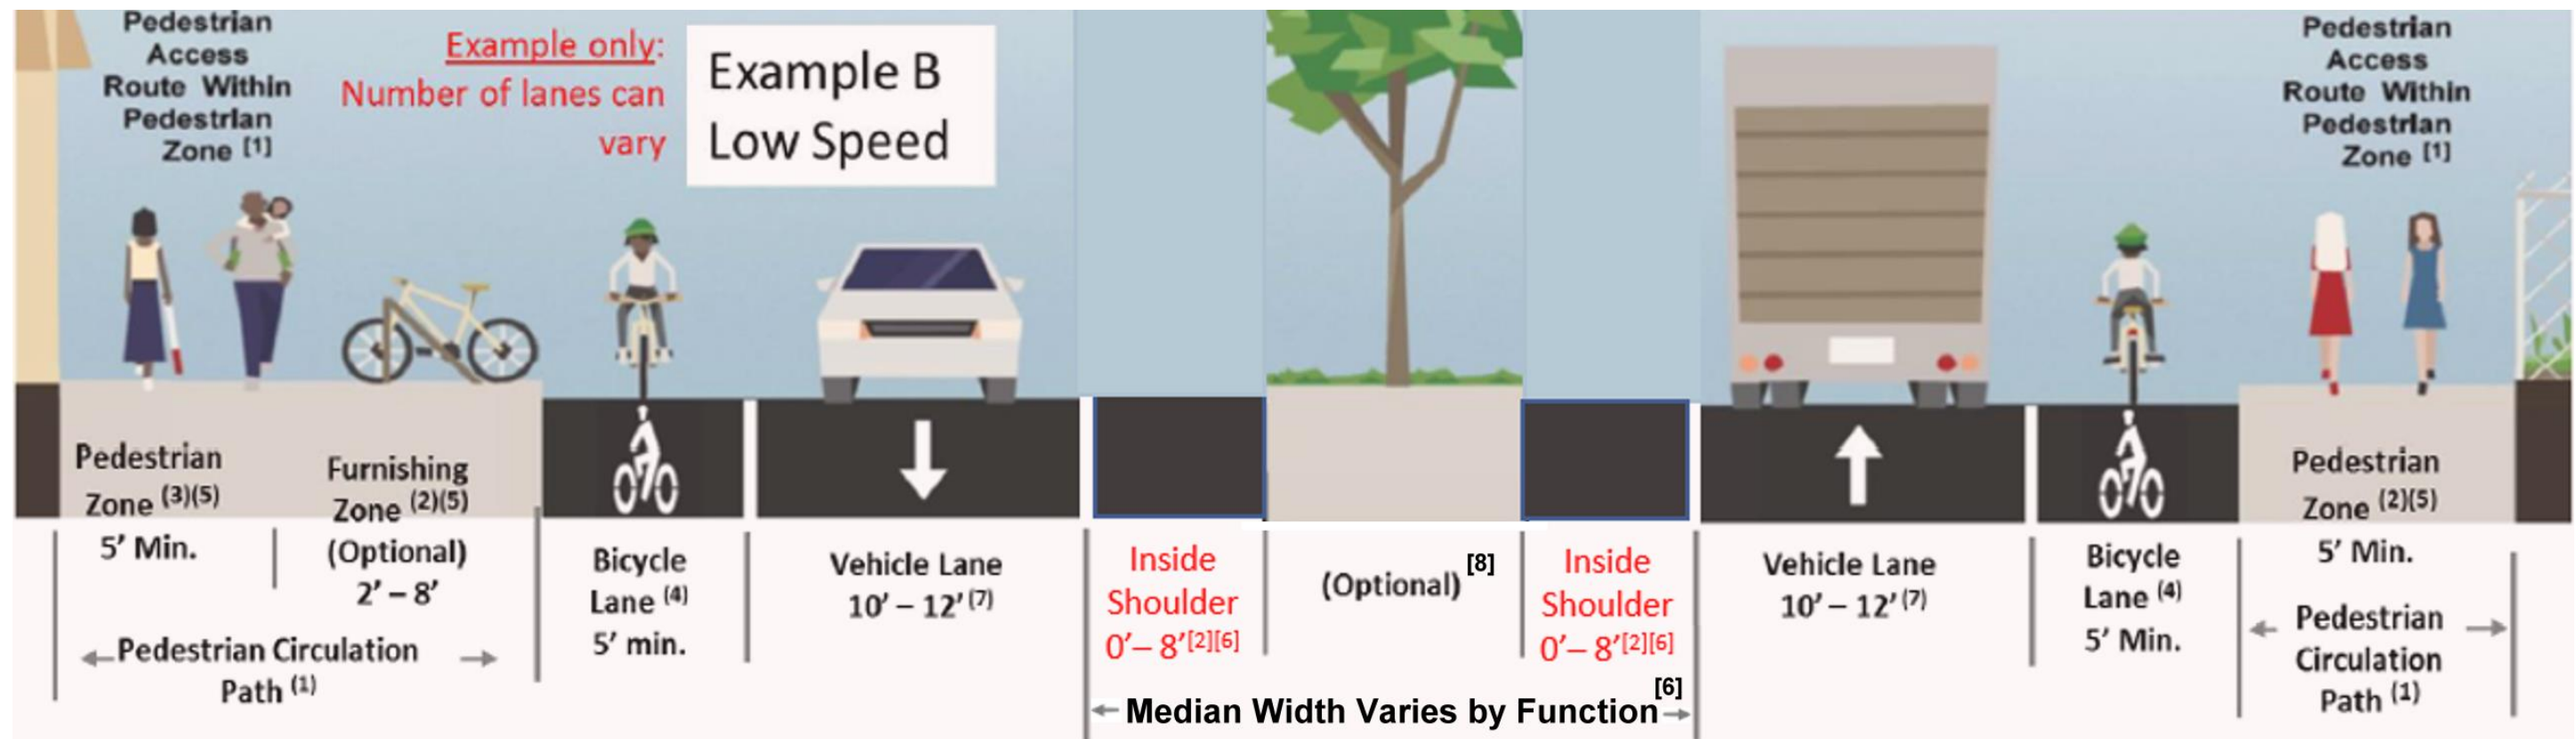 Pedestrian
Access
Route Within
Pedestrian
Zone [1]
Example only:
Number of lanes can
vary
Example B
Low Speed
Pedestrian
Access
Route Within
Pedestrian
Zone [1]
Pedestrian
Zone (3)(5)
5’ Min.
Furnishing
Zone (2)(5)
(Optional)
2’ – 8’
Pedestrian Circulation
Path (1)
Bicycle
Lane (4)
5’ min.
Vehicle Lane
10’ – 12’ (7)
Inside
Shoulder
0’– 8’[2][6]
(Optional) [8]
Inside
Shoulder
0’– 8’[2][6]
Median Width Varies by Function [6]
Vehicle Lane
10’ – 12’ (7)
Bicycle
Lane (4)
5’ Min.
Pedestrian
Zone (2)(5)
5’ Min.
Pedestrian
Circulation
Path (1)